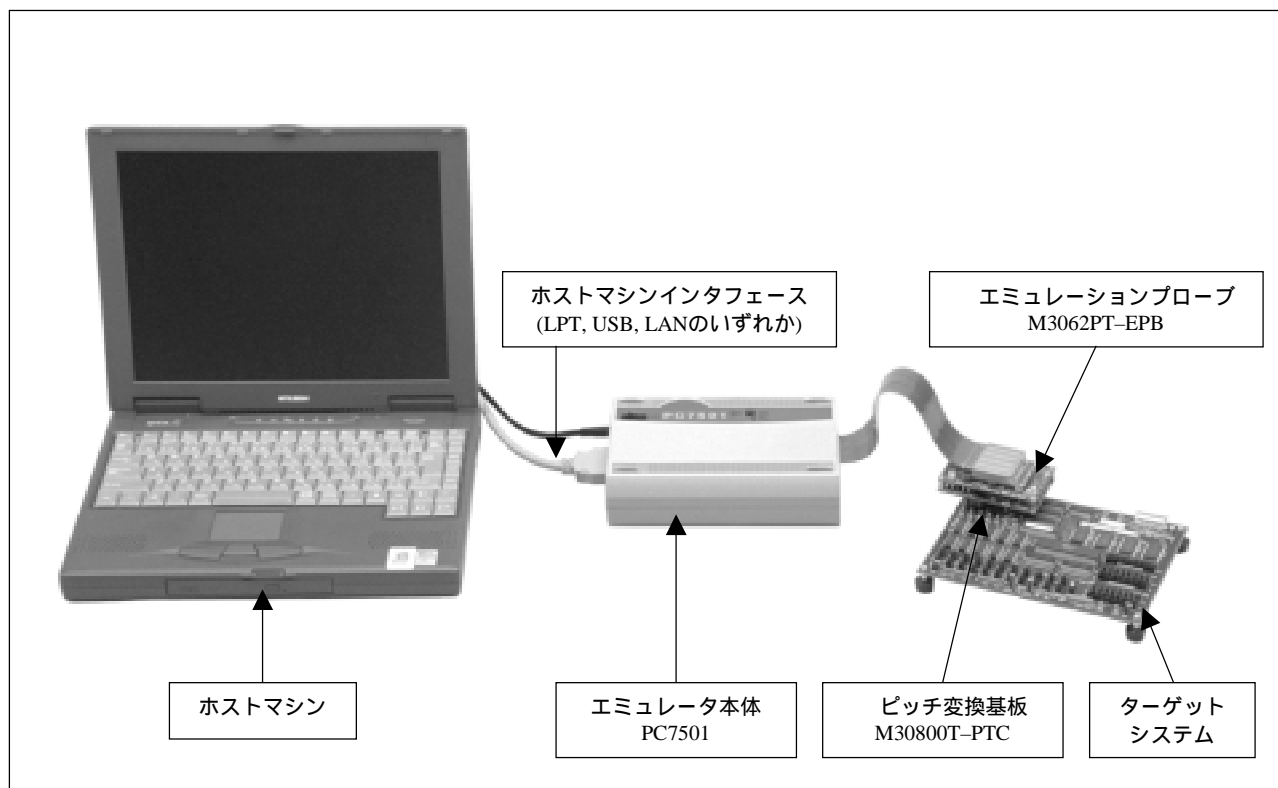 ホストマシンインタフェース
(LPT, USB, LANのいずれか)
エミュレーションプローブ
M3062PT–EPB
PC7501
ホストマシン
エミュレータ本体
PC7501
ピッチ変換基板
M30800T–PTC
ターゲット
システム